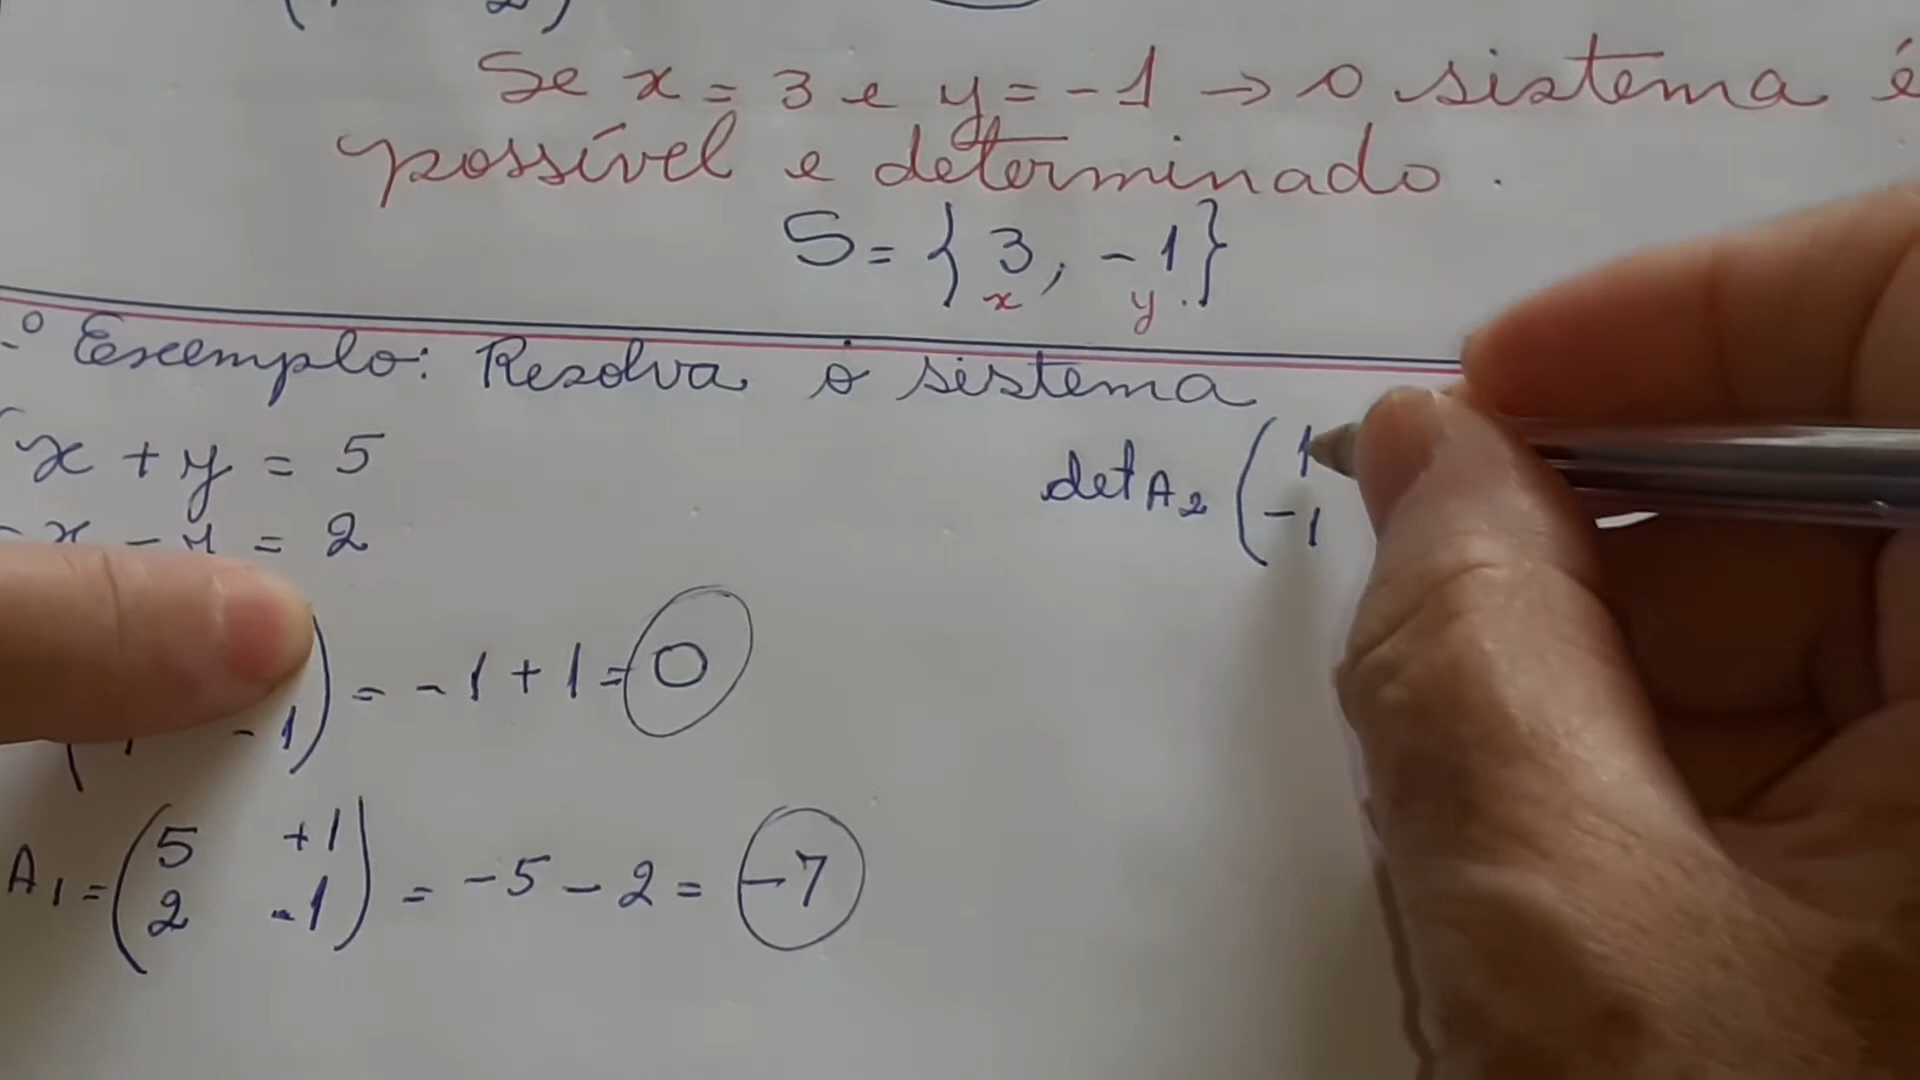 Se x = 3 e y = -1 → o sistema é
possível e determinado.
S = { 3, -1 }
x y
º Exemplo: Resolva o sistema
x + y = 5
-x - y = 2
det A2 ( 1
-1
-1 ) = -1 + 1 = 0
A1 = ( 5 +1
2 -1 ) = -5 - 2 = -7